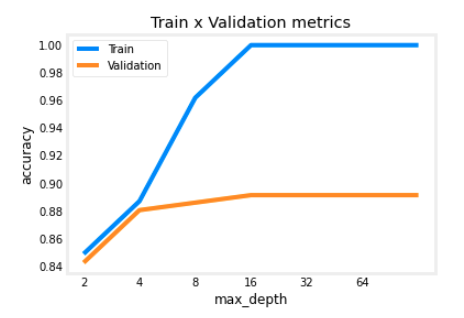 Train x Validation metrics
Train
Validation
1.00
0.98
0.96
0.94
0.92
0.90
0.88
0.86
0.84
accuracy
2 4 8 16 32 64
max_depth